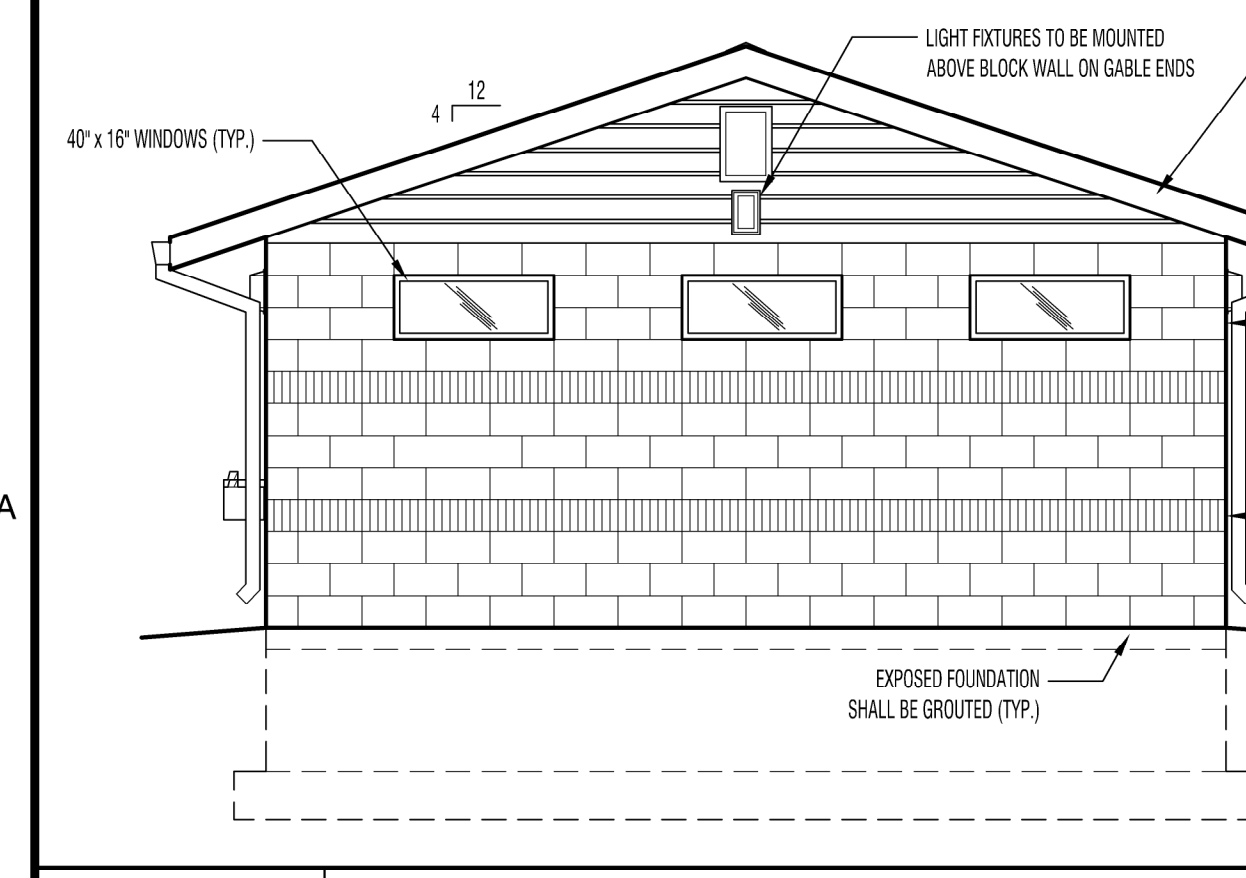 LIGHT FIXTURES TO BE MOUNTED
ABOVE BLOCK WALL ON GABLE ENDS
12
4
40" x 16" WINDOWS (TYP.)
A
EXPOSED FOUNDATION
SHALL BE GROUTED (TYP.)